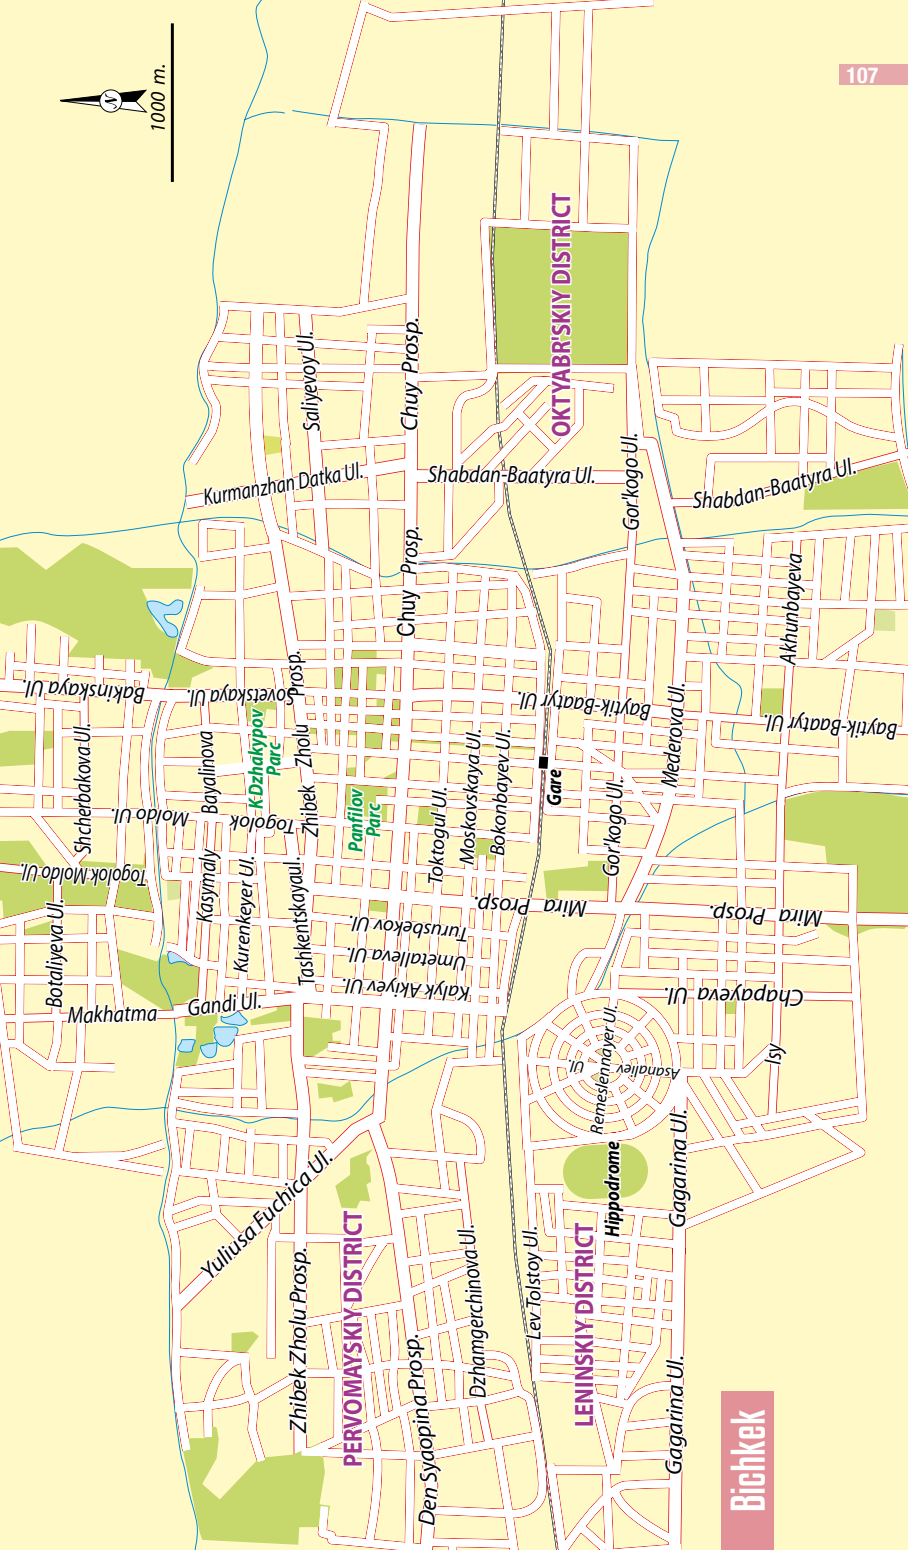 107
1000 m.
N
OKTYABR'SKIY DISTRICT
Saliyevoy Ul.
Chuy Prosp.
Kurmanzhan Datka Ul.
Shabdan-Baatyra Ul.
Gor'kogo Ul.
Shabdan-Baatyra Ul.
Chuy Prosp.
Akhunbayeva
Bakinskaya Ul.
Sovetskaya Ul.
Zhibek Zholu Prosp.
Baytik-Baatyr Ul.
Mederova Ul.
Baytik-Baatyr Ul.
Shcherbakova Ul.
Bayalinova
K-Dzhakypov
Parc
Togolok Moldo Ul.
Panfilov
Parc
Moskovskaya Ul.
Bokonbayev Ul.
Toktogul Ul.
Gare
Gor'kogo Ul.
Togolok Moldo Ul.
Kasymaly
Kurenkeyer Ul.
Tashkentskayaul.
Mira Prosp.
Mira Prosp.
Turusbekov Ul.
Umetalieva Ul.
Kalyk Akiyev Ul.
Botaliyeva Ul.
Makhatma Gandi Ul.
Chapayeva Ul.
Isy
Asanaliev Ul.
Remeslennayer Ul.
Hippodrome
Gagarina Ul.
Yuliusa Fuchica Ul.
PERVOMAYSKIY DISTRICT
Zhibek Zholu Prosp.
Dzhamgerchinova Ul.
Lev Tolstoy Ul.
LENINSKIY DISTRICT
Den Syaopina Prosp.
Gagarina Ul.
Bichkek